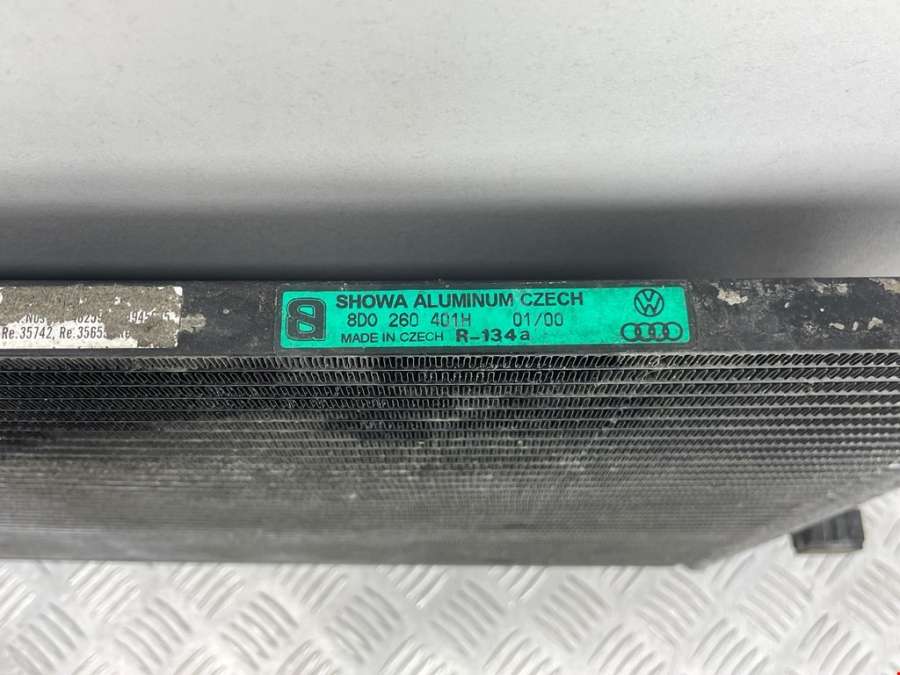 SHOWA ALUMINUM CZECH
8D0 260 401H 01/00
MADE IN CZECH R-134a
Re.35742, Re.3565